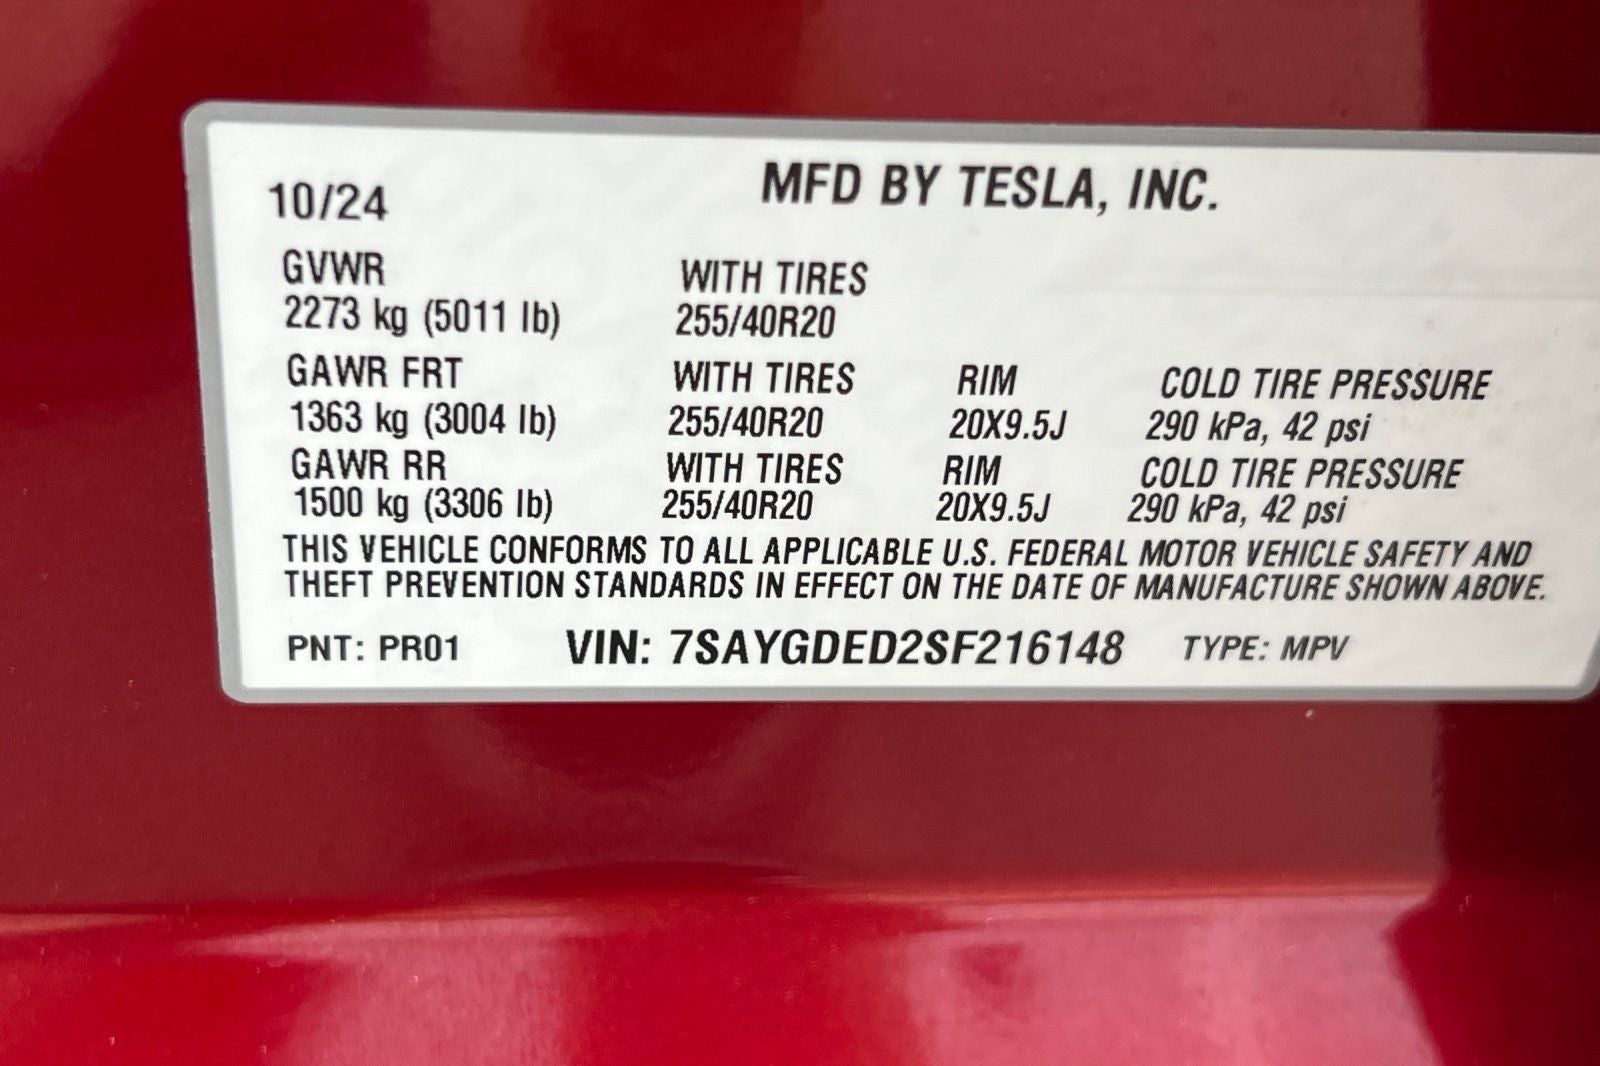 10/24 MFD BY TESLA, INC.
GVWR WITH TIRES
2273 kg (5011 lb) 255/40R20
GAWR FRT WITH TIRES RIM COLD TIRE PRESSURE
1363 kg (3004 lb) 255/40R20 20X9.5J 290 kPa, 42 psi
GAWR RR WITH TIRES RIM COLD TIRE PRESSURE
1500 kg (3306 lb) 255/40R20 20X9.5J 290 kPa, 42 psi
THIS VEHICLE CONFORMS TO ALL APPLICABLE U.S. FEDERAL MOTOR VEHICLE SAFETY AND
THEFT PREVENTION STANDARDS IN EFFECT ON THE DATE OF MANUFACTURE SHOWN ABOVE.
PNT: PR01 VIN: 7SAYGDED2SF216148 TYPE: MPV